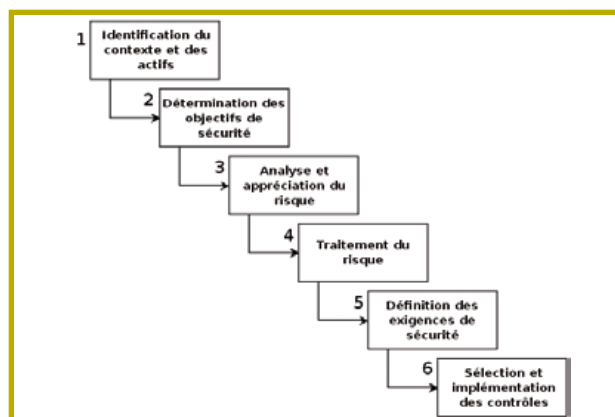 1
Identification du
contexte et des
actifs
2
Détermination des
objectifs de
sécurité
3
Analyse et
appréciation du
risque
4
Traitement du
risque
5
Définition des
exigences de
sécurité
6
Sélection et
implémentation
des contrôles